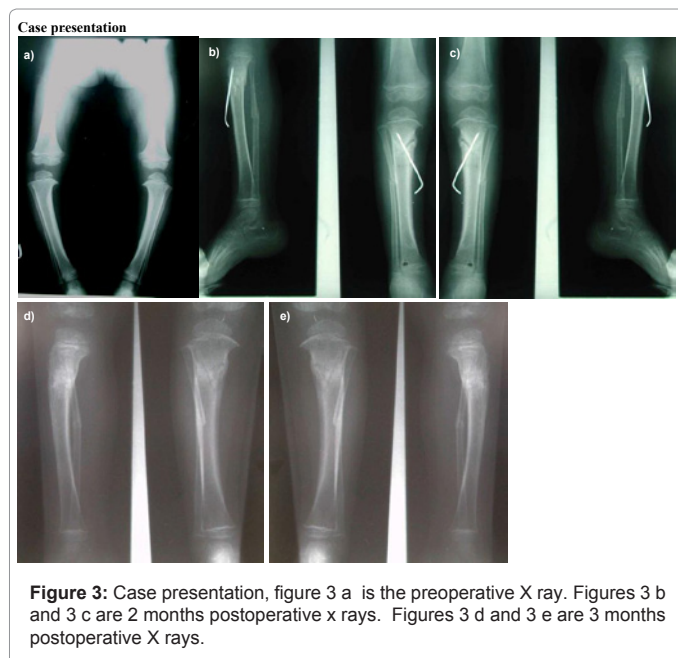 Case presentation
a)
b)
c)
d)
e)
Figure 3: Case presentation, figure 3 a is the preoperative X ray. Figures 3 b
and 3 c are 2 months postoperative x rays. Figures 3 d and 3 e are 3 months
postoperative X rays.